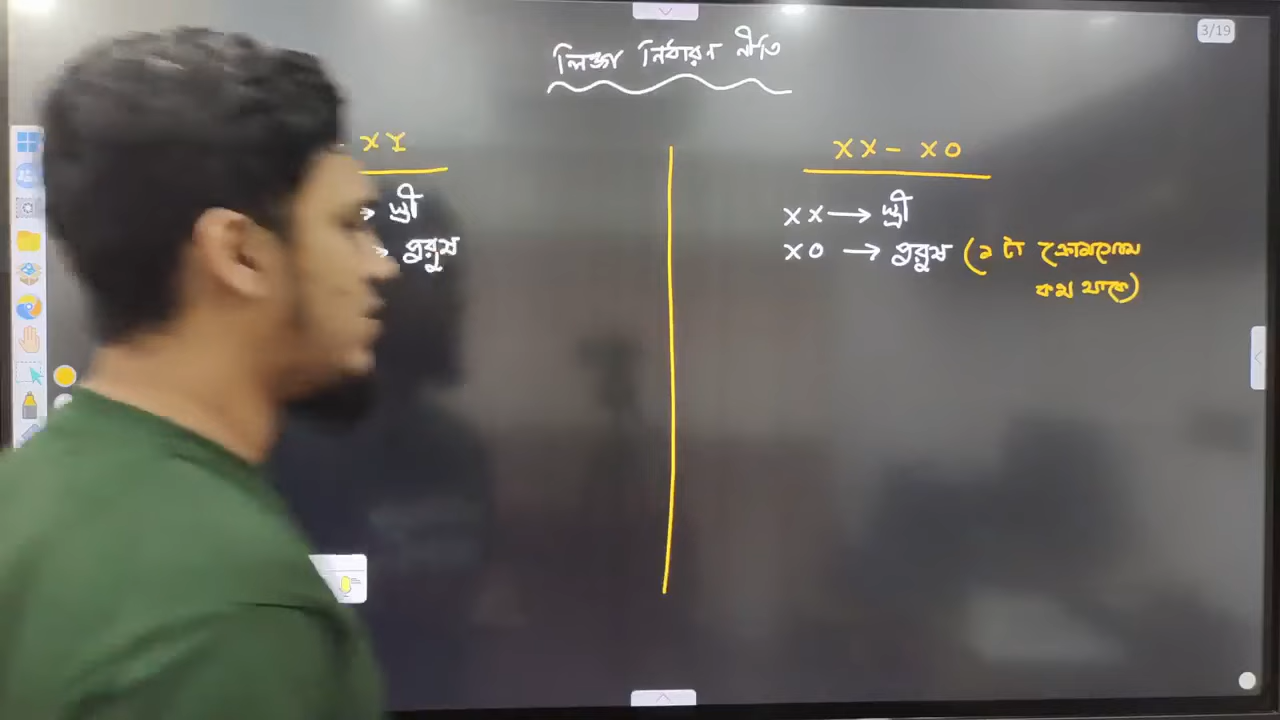 3/19
লিঙ্গ নির্ধারণ নীতি
- XY
→ স্ত্রী
→ পুরুষ
XX - XO
XX → স্ত্রী
XO → পুরুষ (১ টা ক্রোমোসোম
কম থাকে)